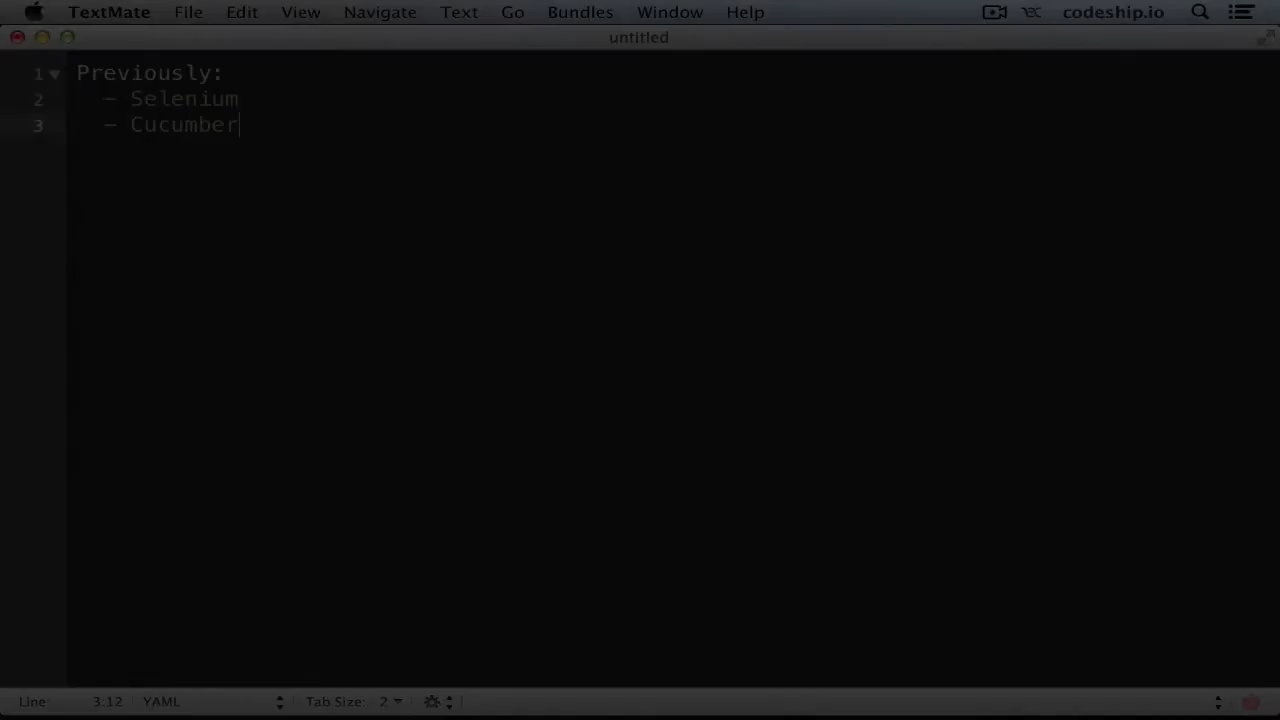 TextMate File Edit View Navigate Text Go Bundles Window Help codeship.io
untitled
1 Previously:
2 - Selenium
3 - Cucumber
Line: 3:12 YAML Tab Size: 2